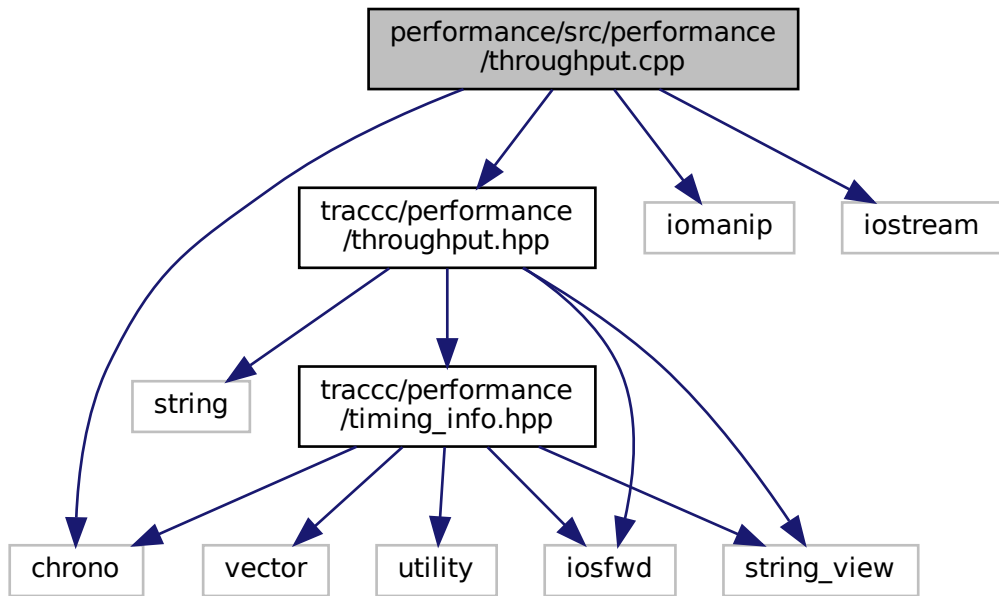 performance/src/performance
/throughput.cpp
traccc/performance
/throughput.hpp
iomanip
iostream
string
traccc/performance
/timing_info.hpp
chrono
vector
utility
iosfwd
string_view